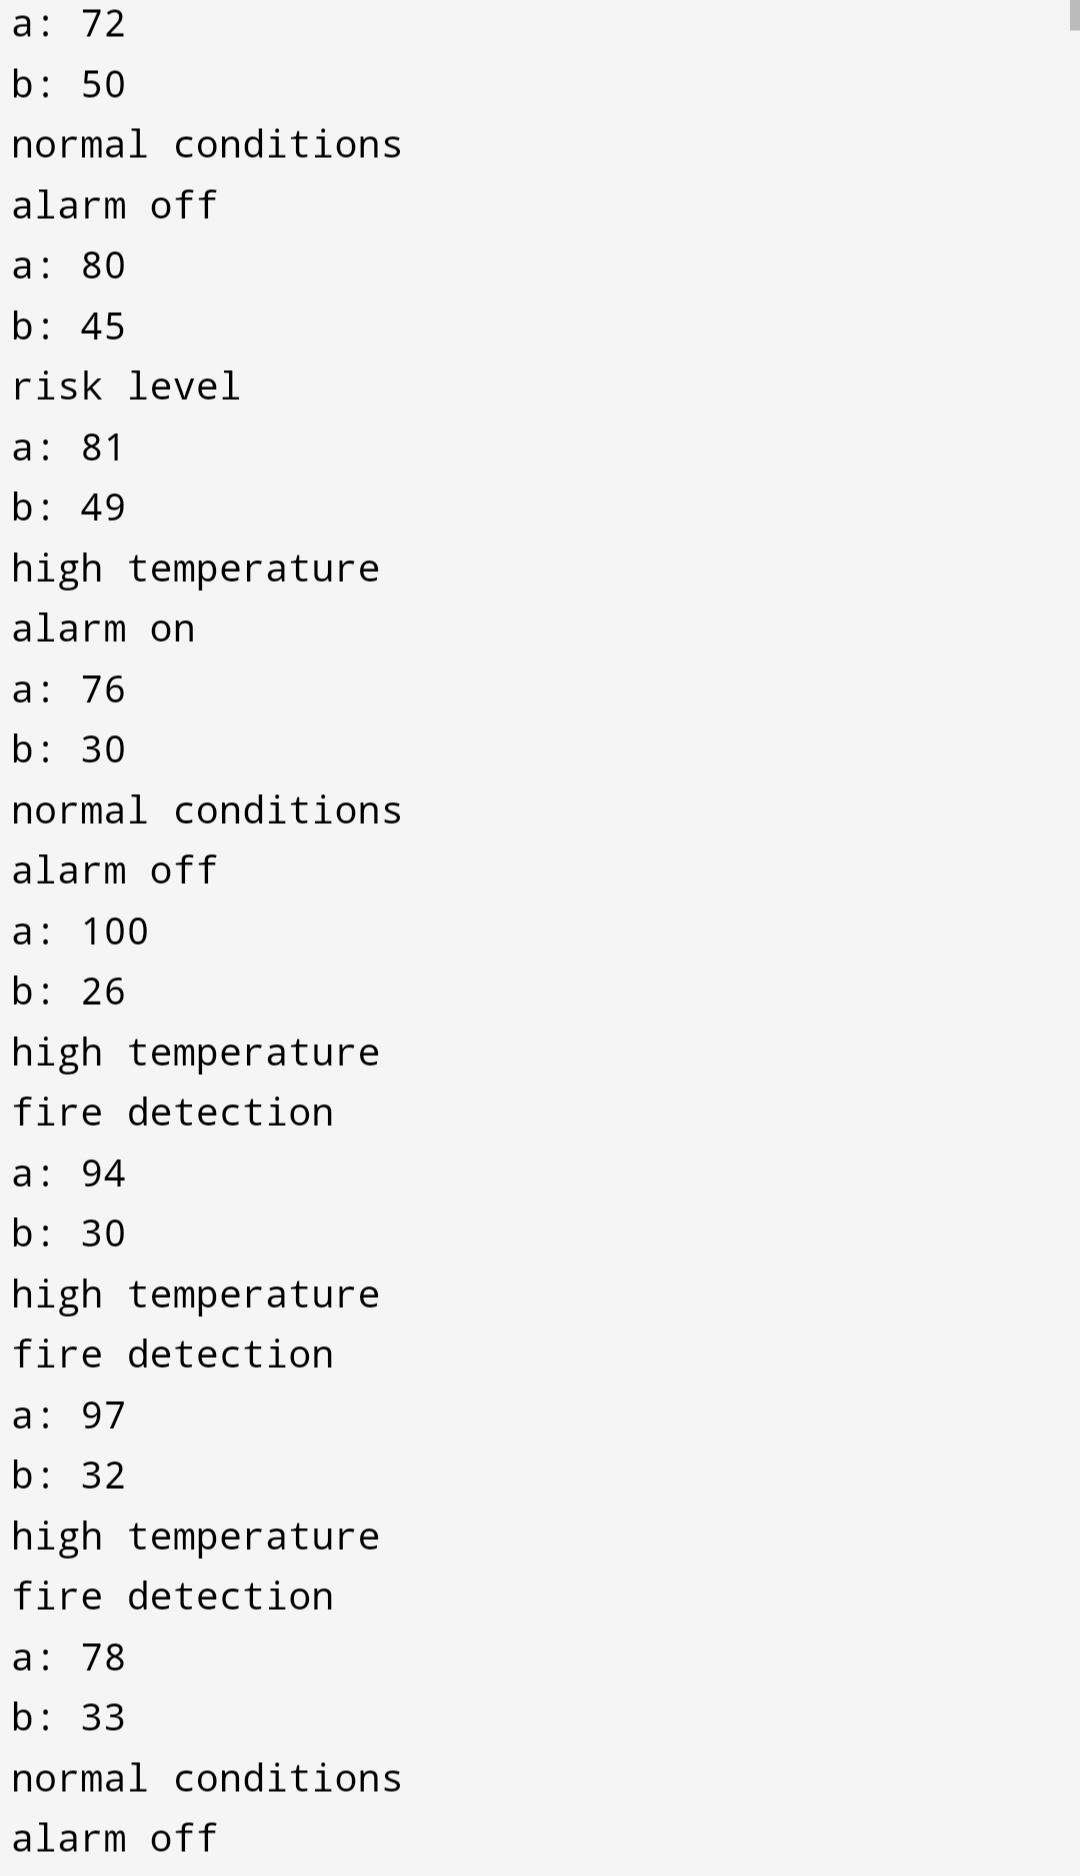 a: 72
b: 50
normal conditions
alarm off
a: 80
b: 45
risk level
a: 81
b: 49
high temperature
alarm on
a: 76
b: 30
normal conditions
alarm off
a: 100
b: 26
high temperature
fire detection
a: 94
b: 30
high temperature
fire detection
a: 97
b: 32
high temperature
fire detection
a: 78
b: 33
normal conditions
alarm off